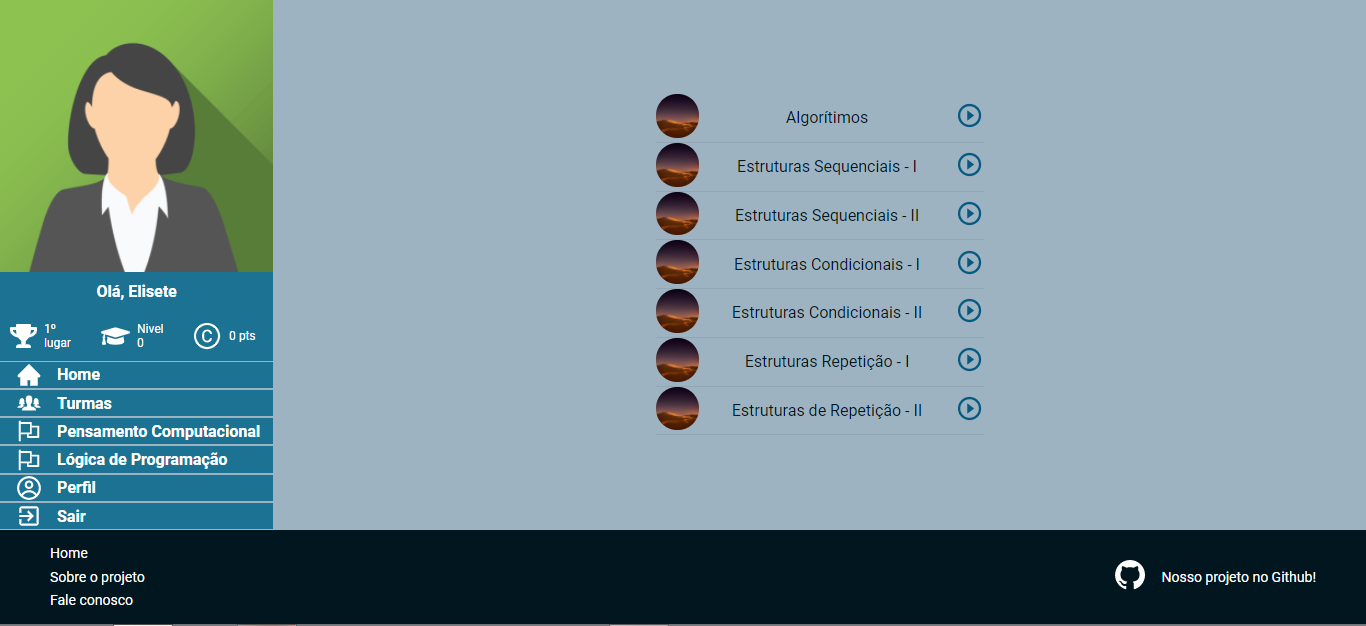 Olá, Elisete
1º
lugar
Nivel
0
0 pts
Home
Turmas
Pensamento Computacional
Lógica de Programação
Perfil
Sair
Algorítimos
Estruturas Sequenciais - I
Estruturas Sequenciais - II
Estruturas Condicionais - I
Estruturas Condicionais - II
Estruturas Repetição - I
Estruturas de Repetição - II
Home
Sobre o projeto
Fale conosco
Nosso projeto no Github!